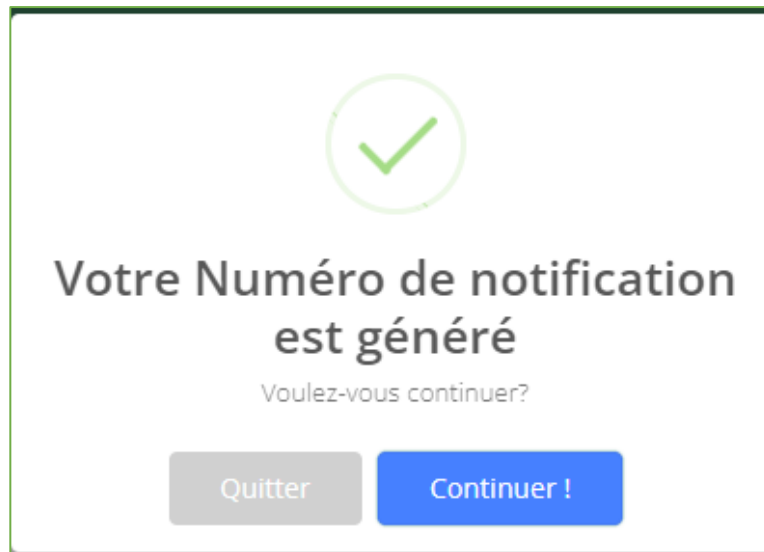 Votre Numéro de notification
est généré
Voulez-vous continuer?
Quitter
Continuer !